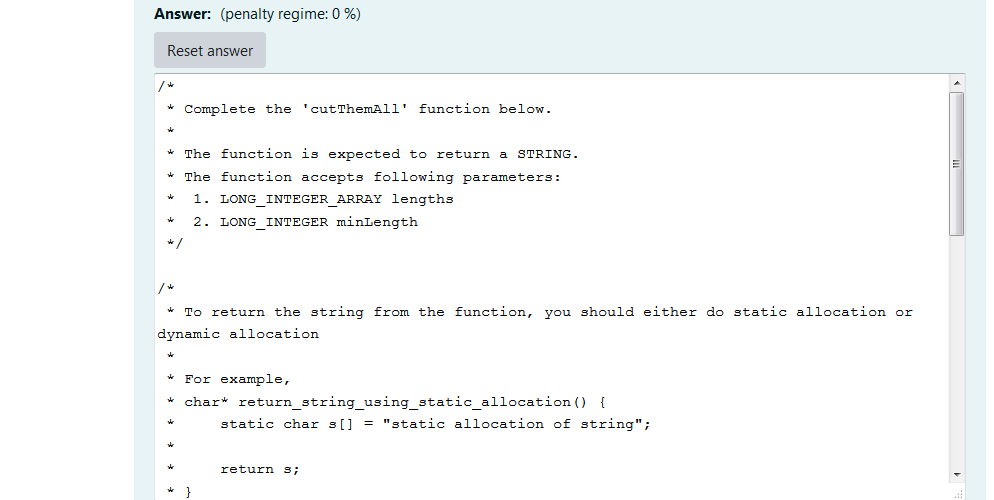 Answer: (penalty regime: 0 %)
Reset answer
/*
 * Complete the 'cutThemAll' function below.
 *
 * The function is expected to return a STRING.
 * The function accepts following parameters:
 *  1. LONG_INTEGER_ARRAY lengths
 *  2. LONG_INTEGER minLength
 */
/*
 * To return the string from the function, you should either do static allocation or
dynamic allocation
 *
 * For example,
 * char* return_string_using_static_allocation() {
 *     static char s[] = "static allocation of string";
 *
 *     return s;
 * }